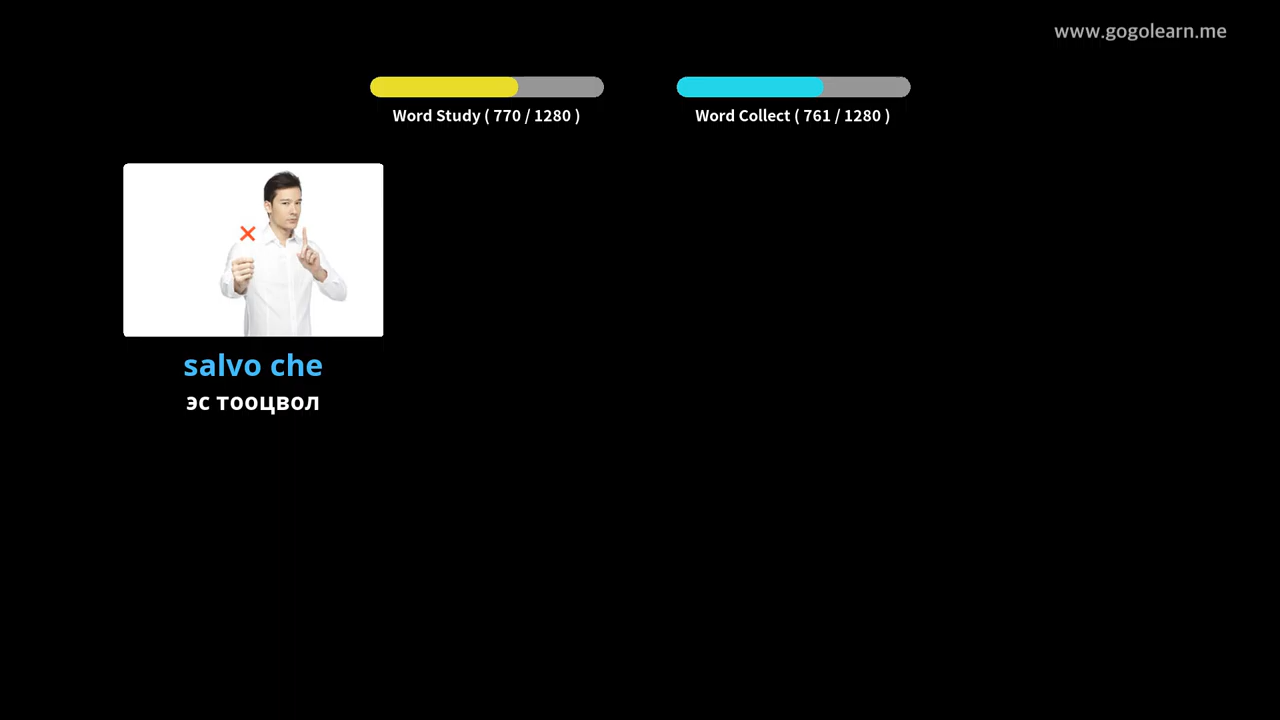 www.gogolearn.me
Word Study ( 770 / 1280 )
Word Collect ( 761 / 1280 )
salvo che
эс тооцвол